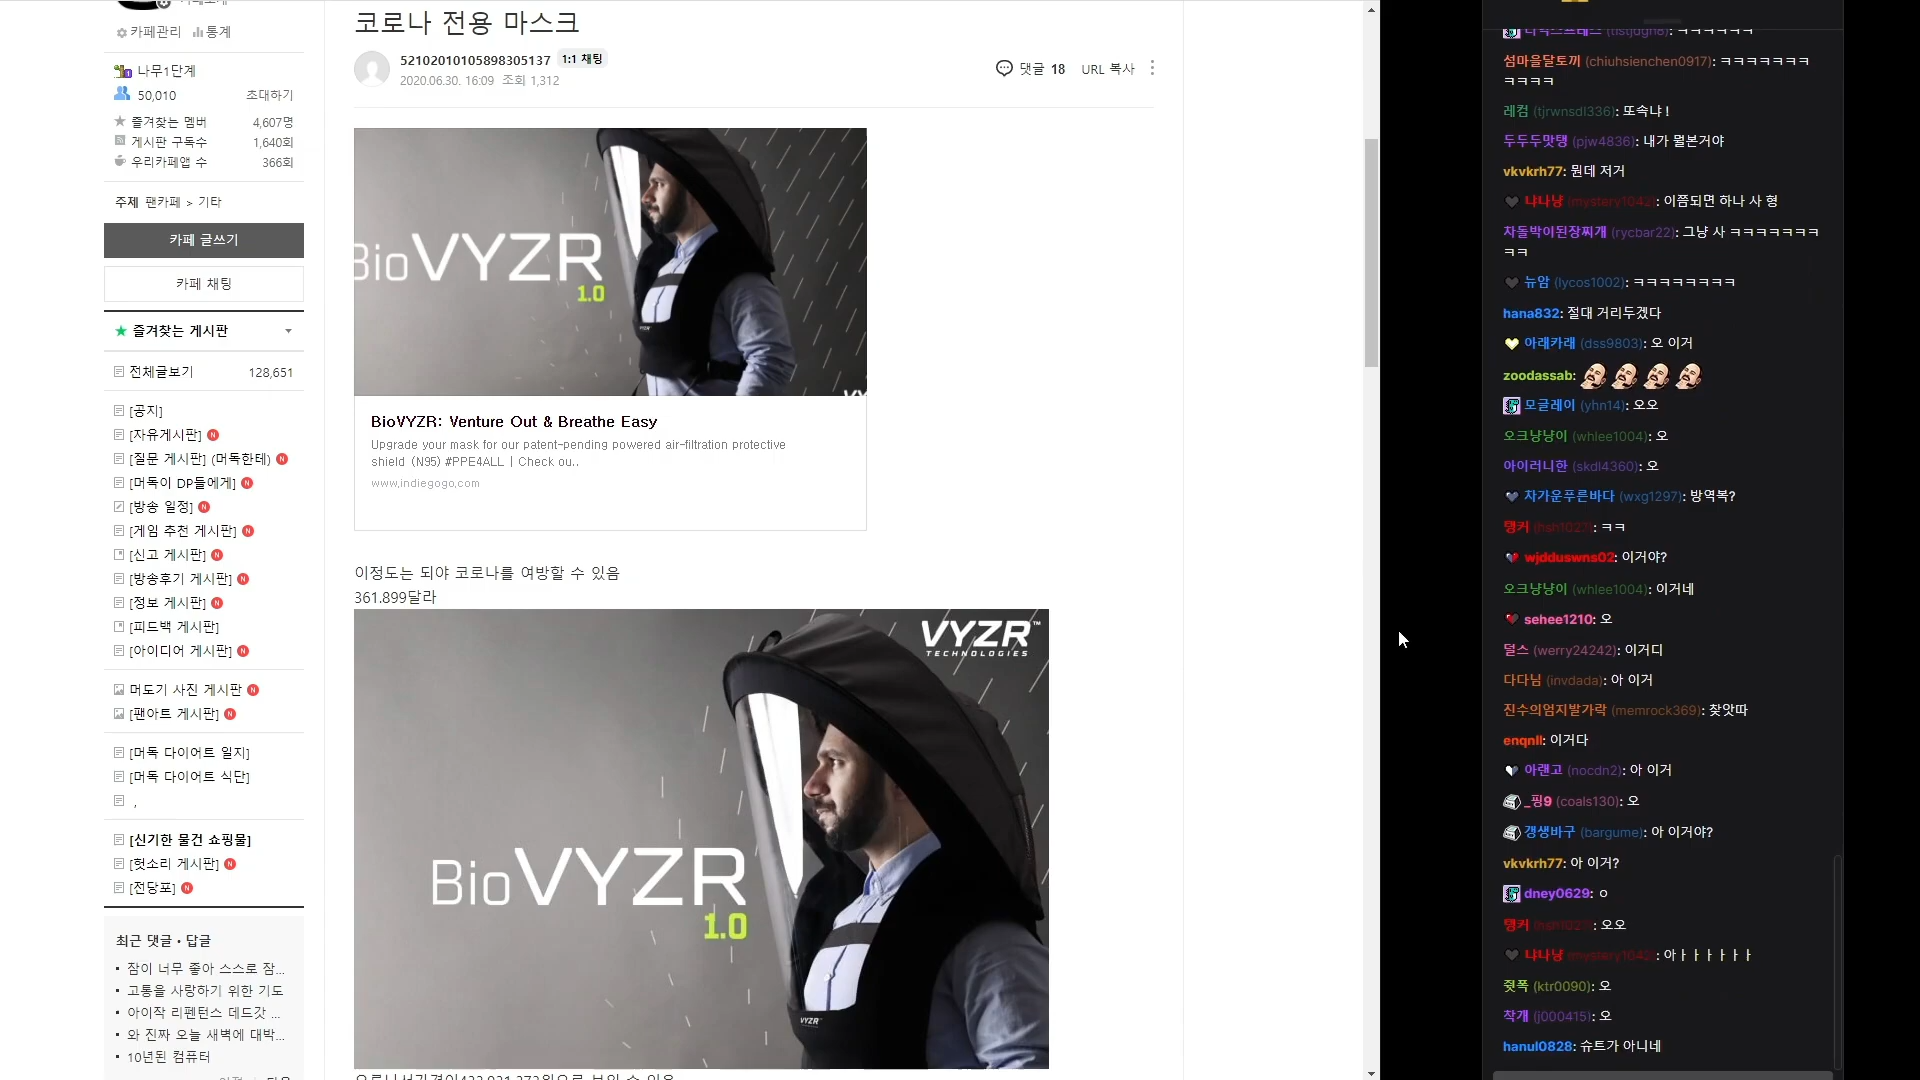 카페관리 통계
나무1단계
50,010 초대하기
즐겨찾는 멤버 4,607명
게시판 구독수 1,640회
우리카페앱 수 366회
주제 팬카페 > 기타
카페 글쓰기
카페 채팅
즐겨찾는 게시판
전체글보기 128,651
[공지]
[자유게시판] N
[질문 게시판] (머독한테) N
[머독이 DP들에게] N
[방송 일정] N
[게임 추천 게시판] N
[신고 게시판] N
[방송후기 게시판] N
[정보 게시판] N
[피드백 게시판]
[아이디어 게시판] N
머도기 사진 게시판 N
[팬아트 게시판] N
[머독 다이어트 일지]
[머독 다이어트 식단]
,
[신기한 물건 쇼핑몰]
[헛소리 게시판] N
[전당포] N
최근 댓글 · 답글
잠이 너무 좋아 스스로 잠...
고통을 사랑하기 위한 기도
아이작 리펜턴스 데드갓 ...
와 진짜 오늘 새벽에 대박...
10년된 컴퓨터
코로나 전용 마스크
52102010105898305137 1:1 채팅
2020.06.30. 16:09 조회 1,312
댓글 18 URL 복사
BioVYZR
1.0
VYZR
BioVYZR: Venture Out & Breathe Easy
Upgrade your mask for our patent-pending powered air-filtration protective
shield (N95) #PPE4ALL | Check ou..
www.indiegogo.com
이정도는 되야 코로나를 여방할 수 있음
361.899달라
VYZR™
TECHNOLOGIES
BioVYZR
1.0
VYZR
섬마을달토끼 (chiuhsienchen0917): ㅋㅋㅋㅋㅋㅋㅋ
ㅋㅋㅋㅋ
레컴 (tjrwnsdl336): 또속냐 !
두두두맛탱 (pjw4836): 내가 뭘본거야
vkvkrh77: 뭔데 저거
냐나냥 (mystery1042): 이쯤되면 하나 사 형
차돌박이된장찌개 (rycbar22): 그냥 사 ㅋㅋㅋㅋㅋㅋㅋ
ㅋㅋ
뉴암 (lycos1002): ㅋㅋㅋㅋㅋㅋㅋㅋ
hana832: 절대 거리두겠다
아래카래 (dss9803): 오 이거
zoodassab:
모글레이 (yhn14): 오오
오크냥냥이 (whlee1004): 오
아이러니한 (skdl4360): 오
차가운푸른바다 (wxg1297): 방역복?
탱커 (hsh1027): ㅋㅋ
wjdduswns02: 이거야?
오크냥냥이 (whlee1004): 이거네
sehee1210: 오
덜스 (werry24242): 이거디
다다님 (invdada): 아 이거
진수의엄지발가락 (memrock369): 찾앗따
enqnll: 이거다
아랜고 (nocdn2): 아 이거
_핑9 (coals130): 오
갱생바구 (bargume): 아 이거야?
vkvkrh77: 아 이거?
dney0629: ㅇ
탱커 (hsh1027): 오오
냐나냥 (mystery1042): 아ㅏㅏㅏㅏㅏㅏ
줫폭 (ktr0090): 오
착개 (j000415): 오
hanul0828: 슈트가 아니네